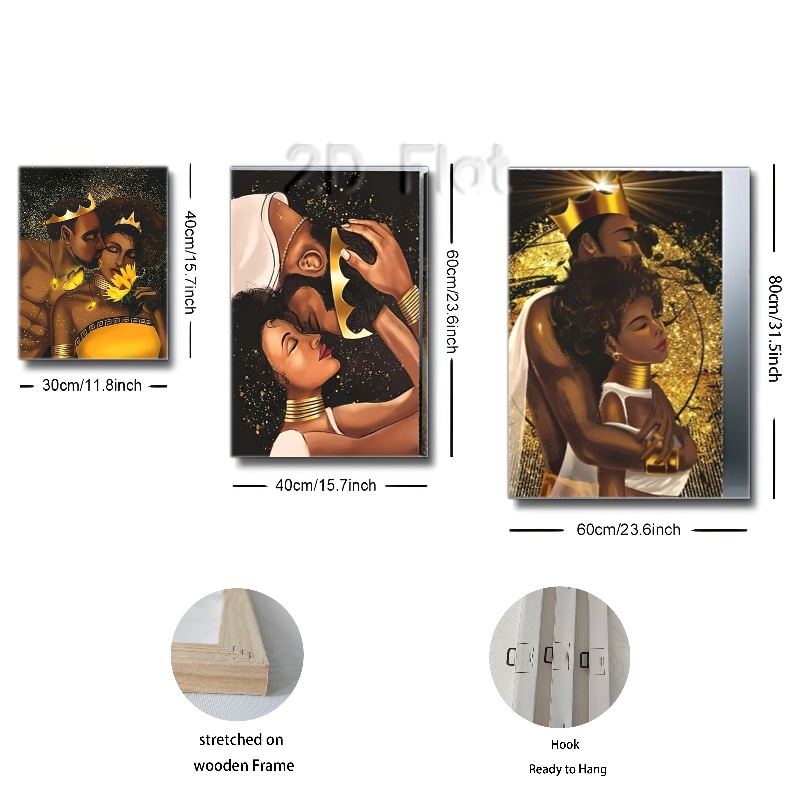 2D Flat
40cm/15.7inch
30cm/11.8inch
60cm/23.6inch
40cm/15.7inch
80cm/31.5inch
60cm/23.6inch
stretched on
wooden Frame
Hook
Ready to Hang